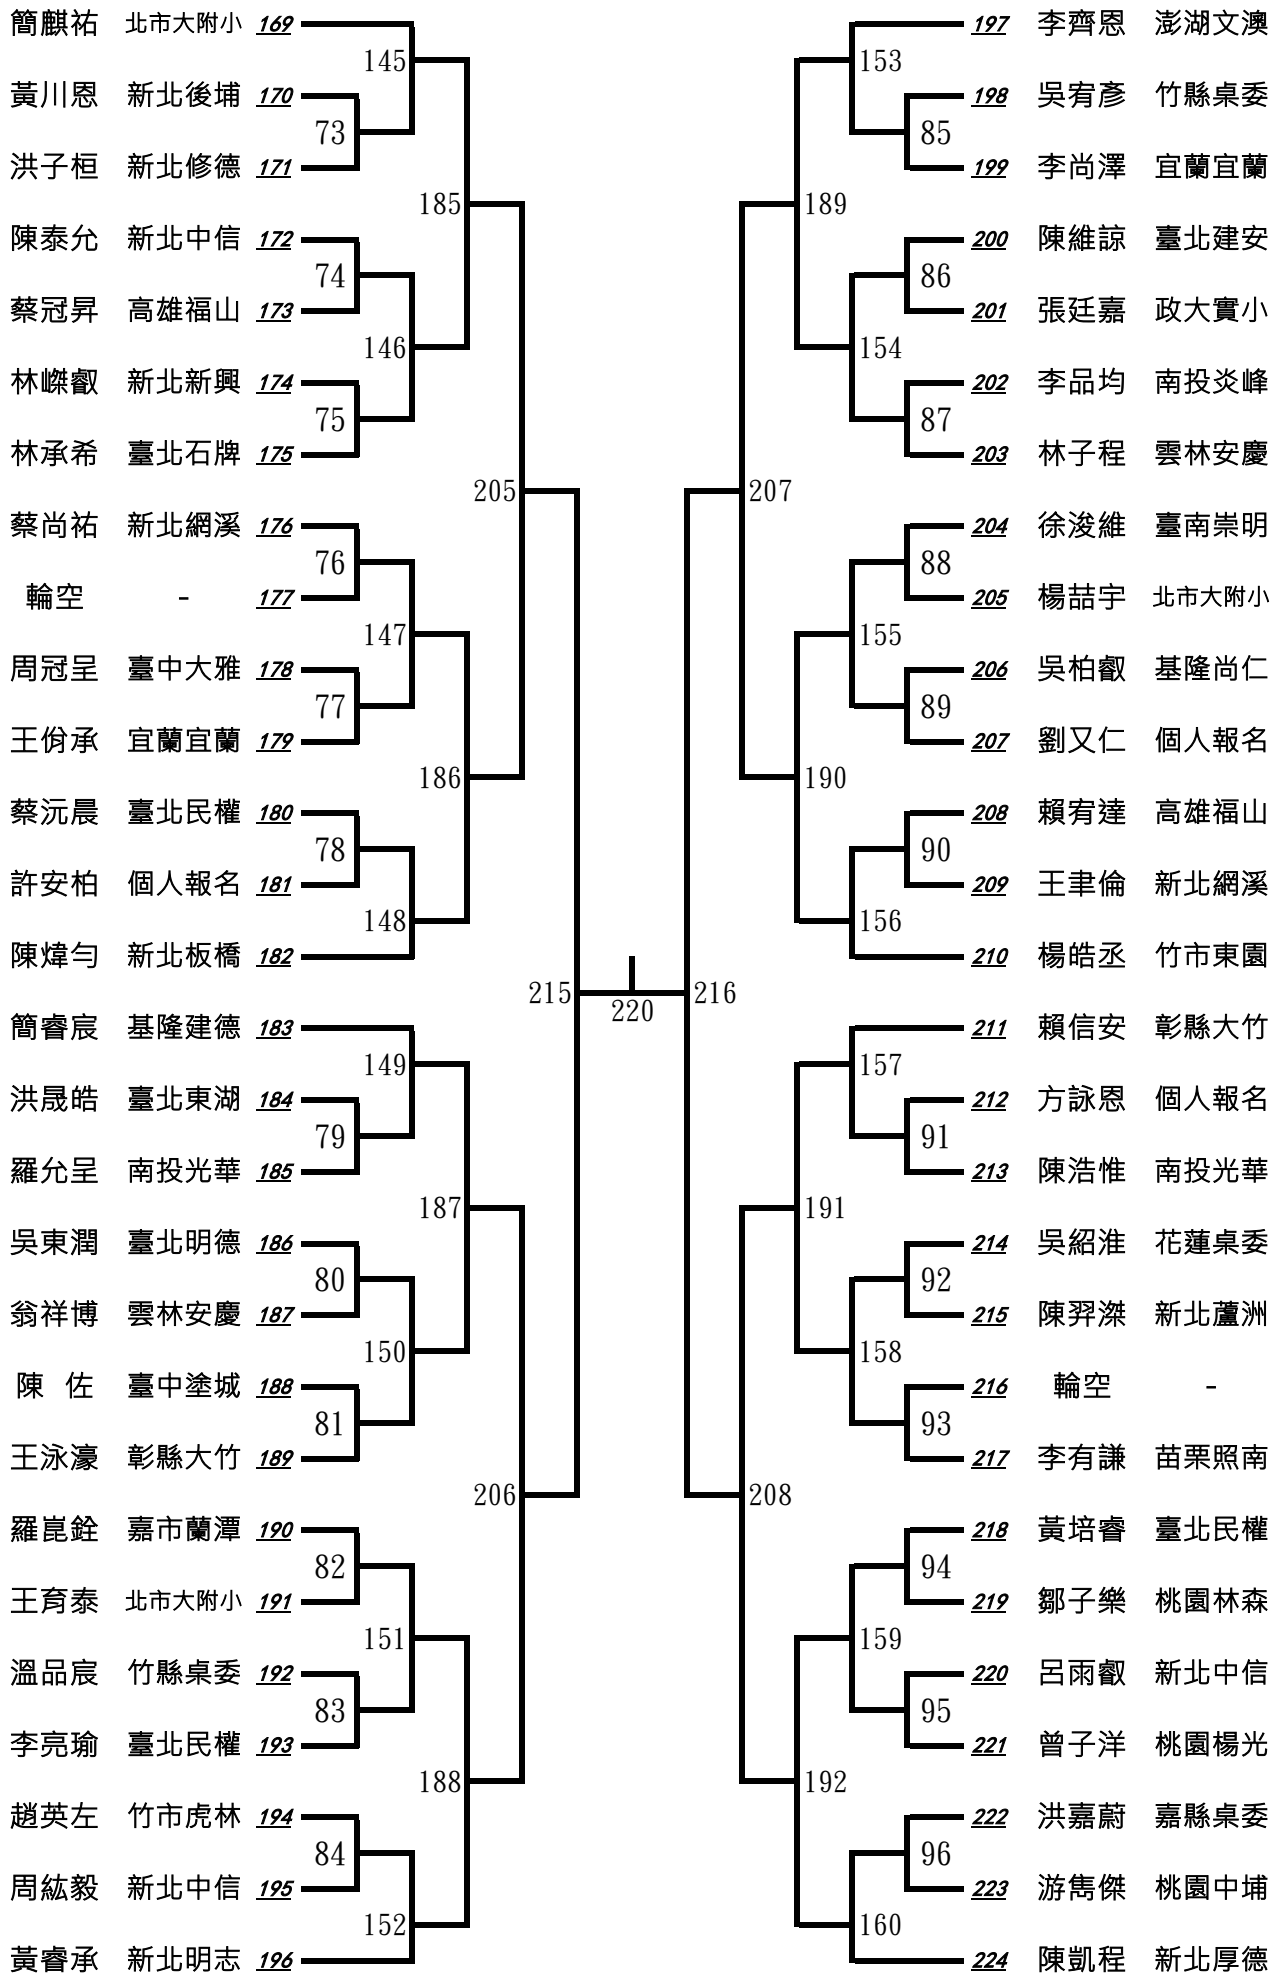 簡麒祐 北市大附小 169
145
黃川恩 新北後埔 170
73
洪子桓 新北修德 171
185
陳泰允 新北中信 172
74
蔡冠昇 高雄福山 173
146
林嶸叡 新北新興 174
75
林承希 臺北石牌 175
205
蔡尚祐 新北網溪 176
76
輪空 - 177
147
周冠呈 臺中大雅 178
77
王佾承 宜蘭宜蘭 179
186
蔡沅晨 臺北民權 180
78
許安柏 個人報名 181
148
陳煒勻 新北板橋 182
215
簡睿宸 基隆建德 183
149
洪晟皓 臺北東湖 184
79
羅允呈 南投光華 185
187
吳東潤 臺北明德 186
80
翁祥博 雲林安慶 187
150
陳 佐 臺中塗城 188
81
王泳濠 彰縣大竹 189
206
羅崑銓 嘉市蘭潭 190
82
王育泰 北市大附小 191
151
溫品宸 竹縣桌委 192
83
李亮瑜 臺北民權 193
188
趙英左 竹市虎林 194
84
周紘毅 新北中信 195
152
黃睿承 新北明志 196
220
197 李齊恩 澎湖文澳
153
198 吳宥彥 竹縣桌委
85
199 李尚澤 宜蘭宜蘭
189
200 陳維諒 臺北建安
86
201 張廷嘉 政大實小
154
202 李品均 南投炎峰
87
203 林子程 雲林安慶
207
204 徐浚維 臺南崇明
88
205 楊喆宇 北市大附小
155
206 吳柏叡 基隆尚仁
89
207 劉又仁 個人報名
190
208 賴宥達 高雄福山
90
209 王聿倫 新北網溪
156
210 楊皓丞 竹市東園
216
211 賴信安 彰縣大竹
157
212 方詠恩 個人報名
91
213 陳浩惟 南投光華
191
214 吳紹淮 花蓮桌委
92
215 陳羿滐 新北蘆洲
158
216 輪空 -
93
217 李有謙 苗栗照南
208
218 黃培睿 臺北民權
94
219 鄒子樂 桃園林森
159
220 呂雨叡 新北中信
95
221 曾子洋 桃園楊光
192
222 洪嘉蔚 嘉縣桌委
96
223 游雋傑 桃園中埔
160
224 陳凱程 新北厚德